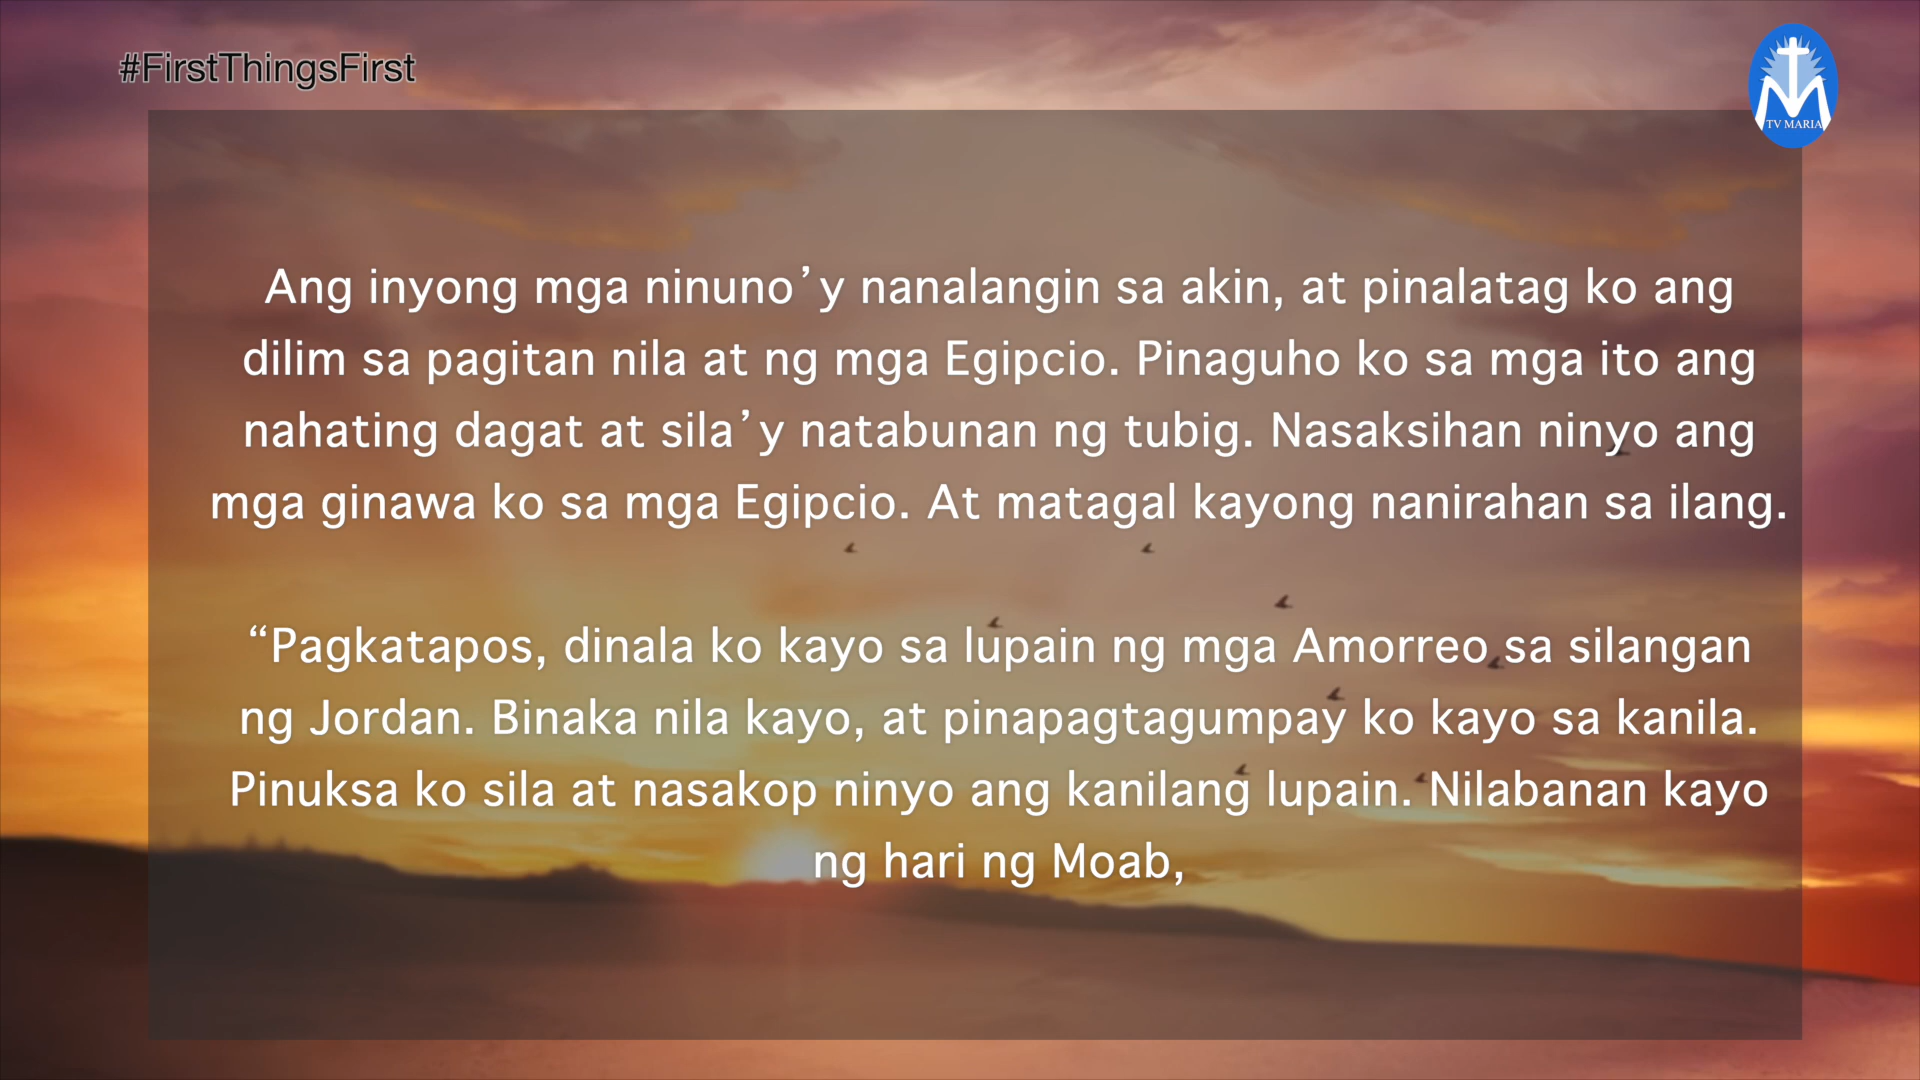 #FirstThingsFirst
TV MARIA
Ang inyong mga ninuno’y nanalangin sa akin, at pinalatag ko ang
dilim sa pagitan nila at ng mga Egipcio. Pinaguho ko sa mga ito ang
nahating dagat at sila’y natabunan ng tubig. Nasaksihan ninyo ang
mga ginawa ko sa mga Egipcio. At matagal kayong nanirahan sa ilang.
“Pagkatapos, dinala ko kayo sa lupain ng mga Amorreo sa silangan
ng Jordan. Binaka nila kayo, at pinapagtagumpay ko kayo sa kanila.
Pinuksa ko sila at nasakop ninyo ang kanilang lupain. Nilabanan kayo
ng hari ng Moab,